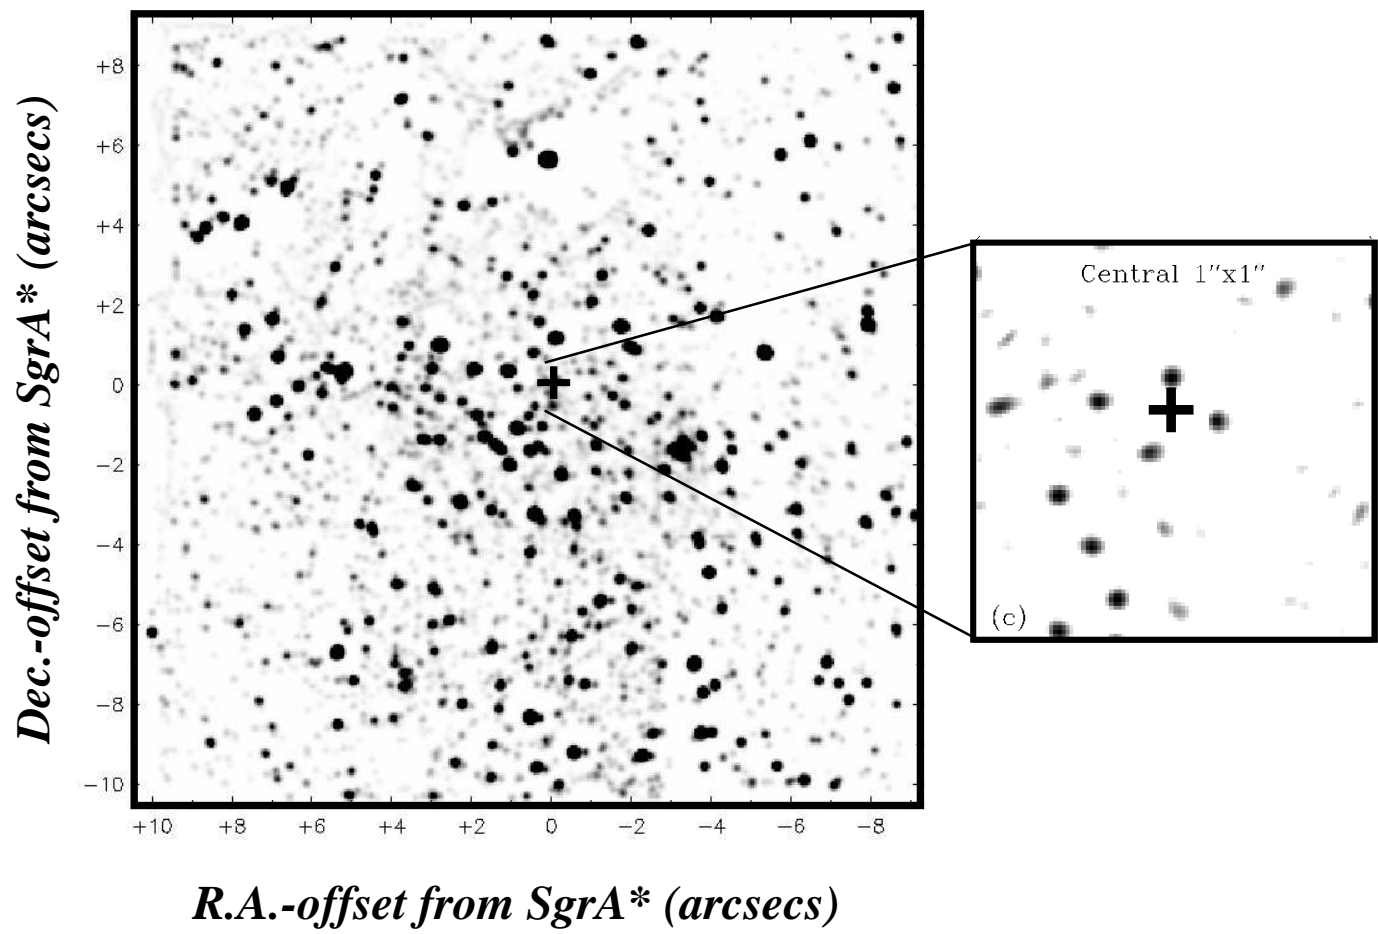 Dec.-offset from SgrA* (arcsecs)
+8
+6
+4
+2
0
−2
−4
−6
−8
−10
+10 +8 +6 +4 +2 0 −2 −4 −6 −8
R.A.-offset from SgrA* (arcsecs)
Central 1″x1″
(c)